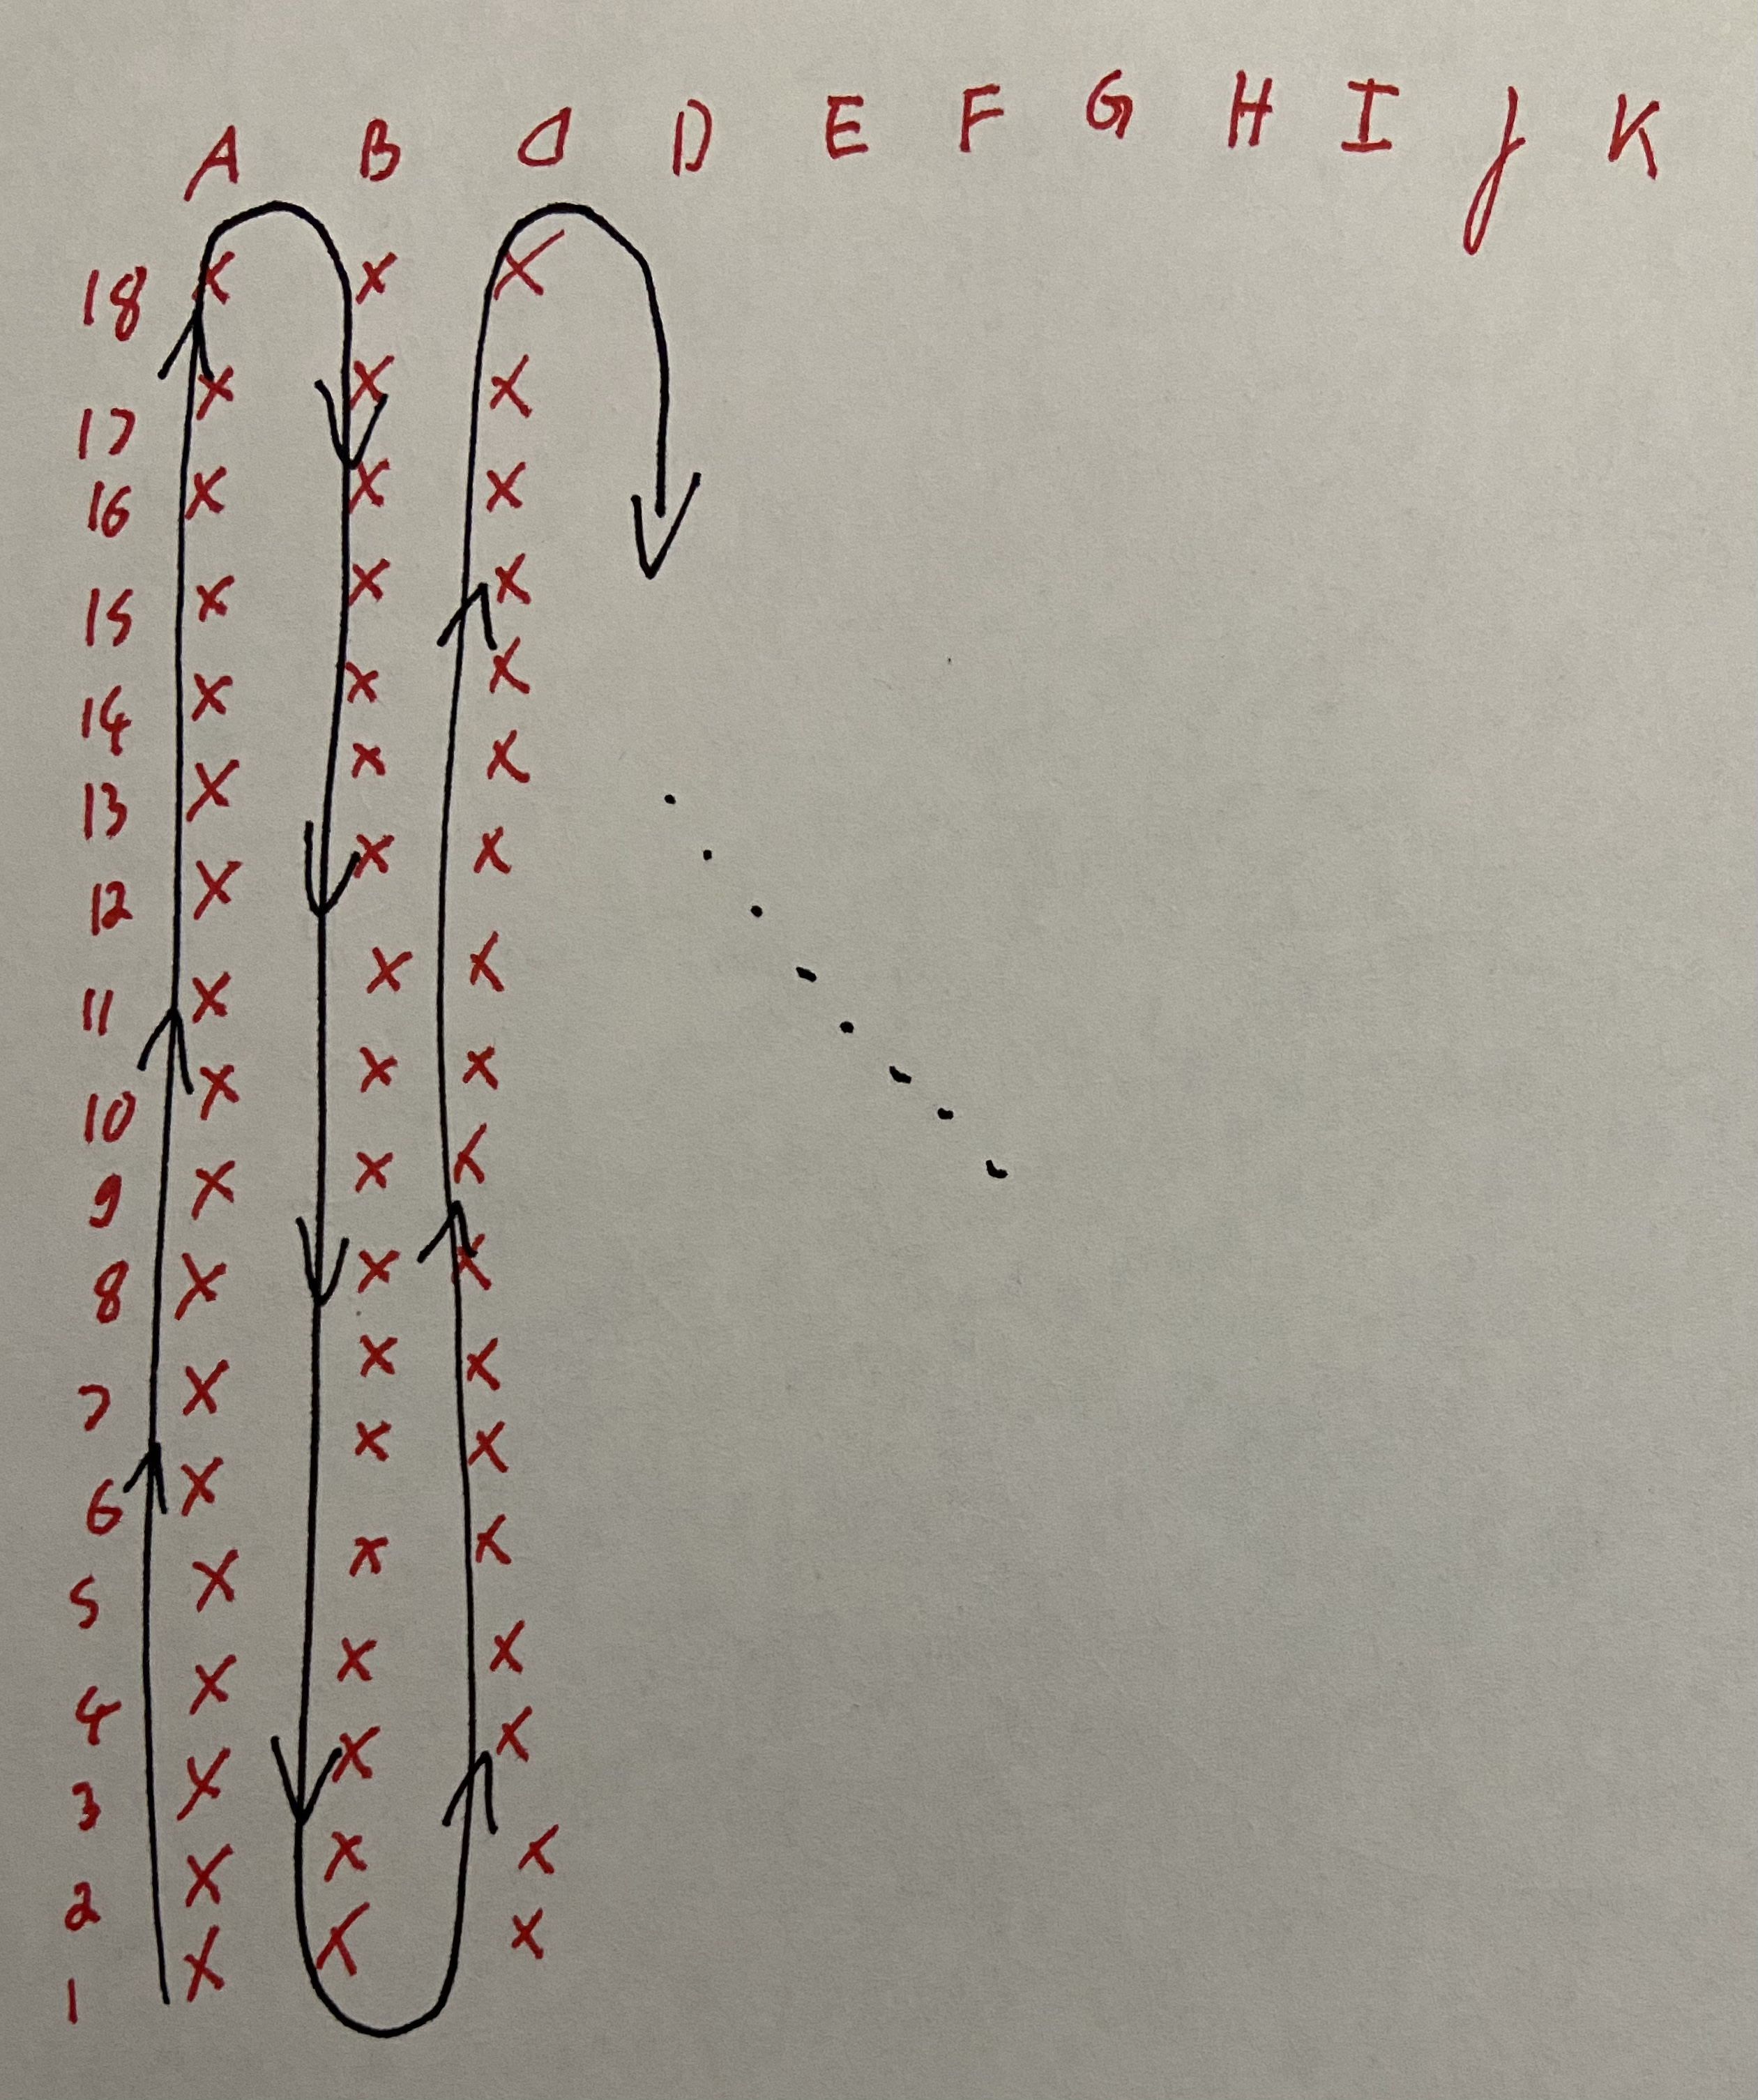 A B C D E F G H I J K
18 x x x
17 x x x
16 x x x
15 x x x
14 x x x
13 x x x
12 x x x
11 x x x
10 x x x
9 x x x
8 x x x
7 x x x
6 x x x
5 x x x
4 x x x
3 x x x
2 x x x
1 x x x